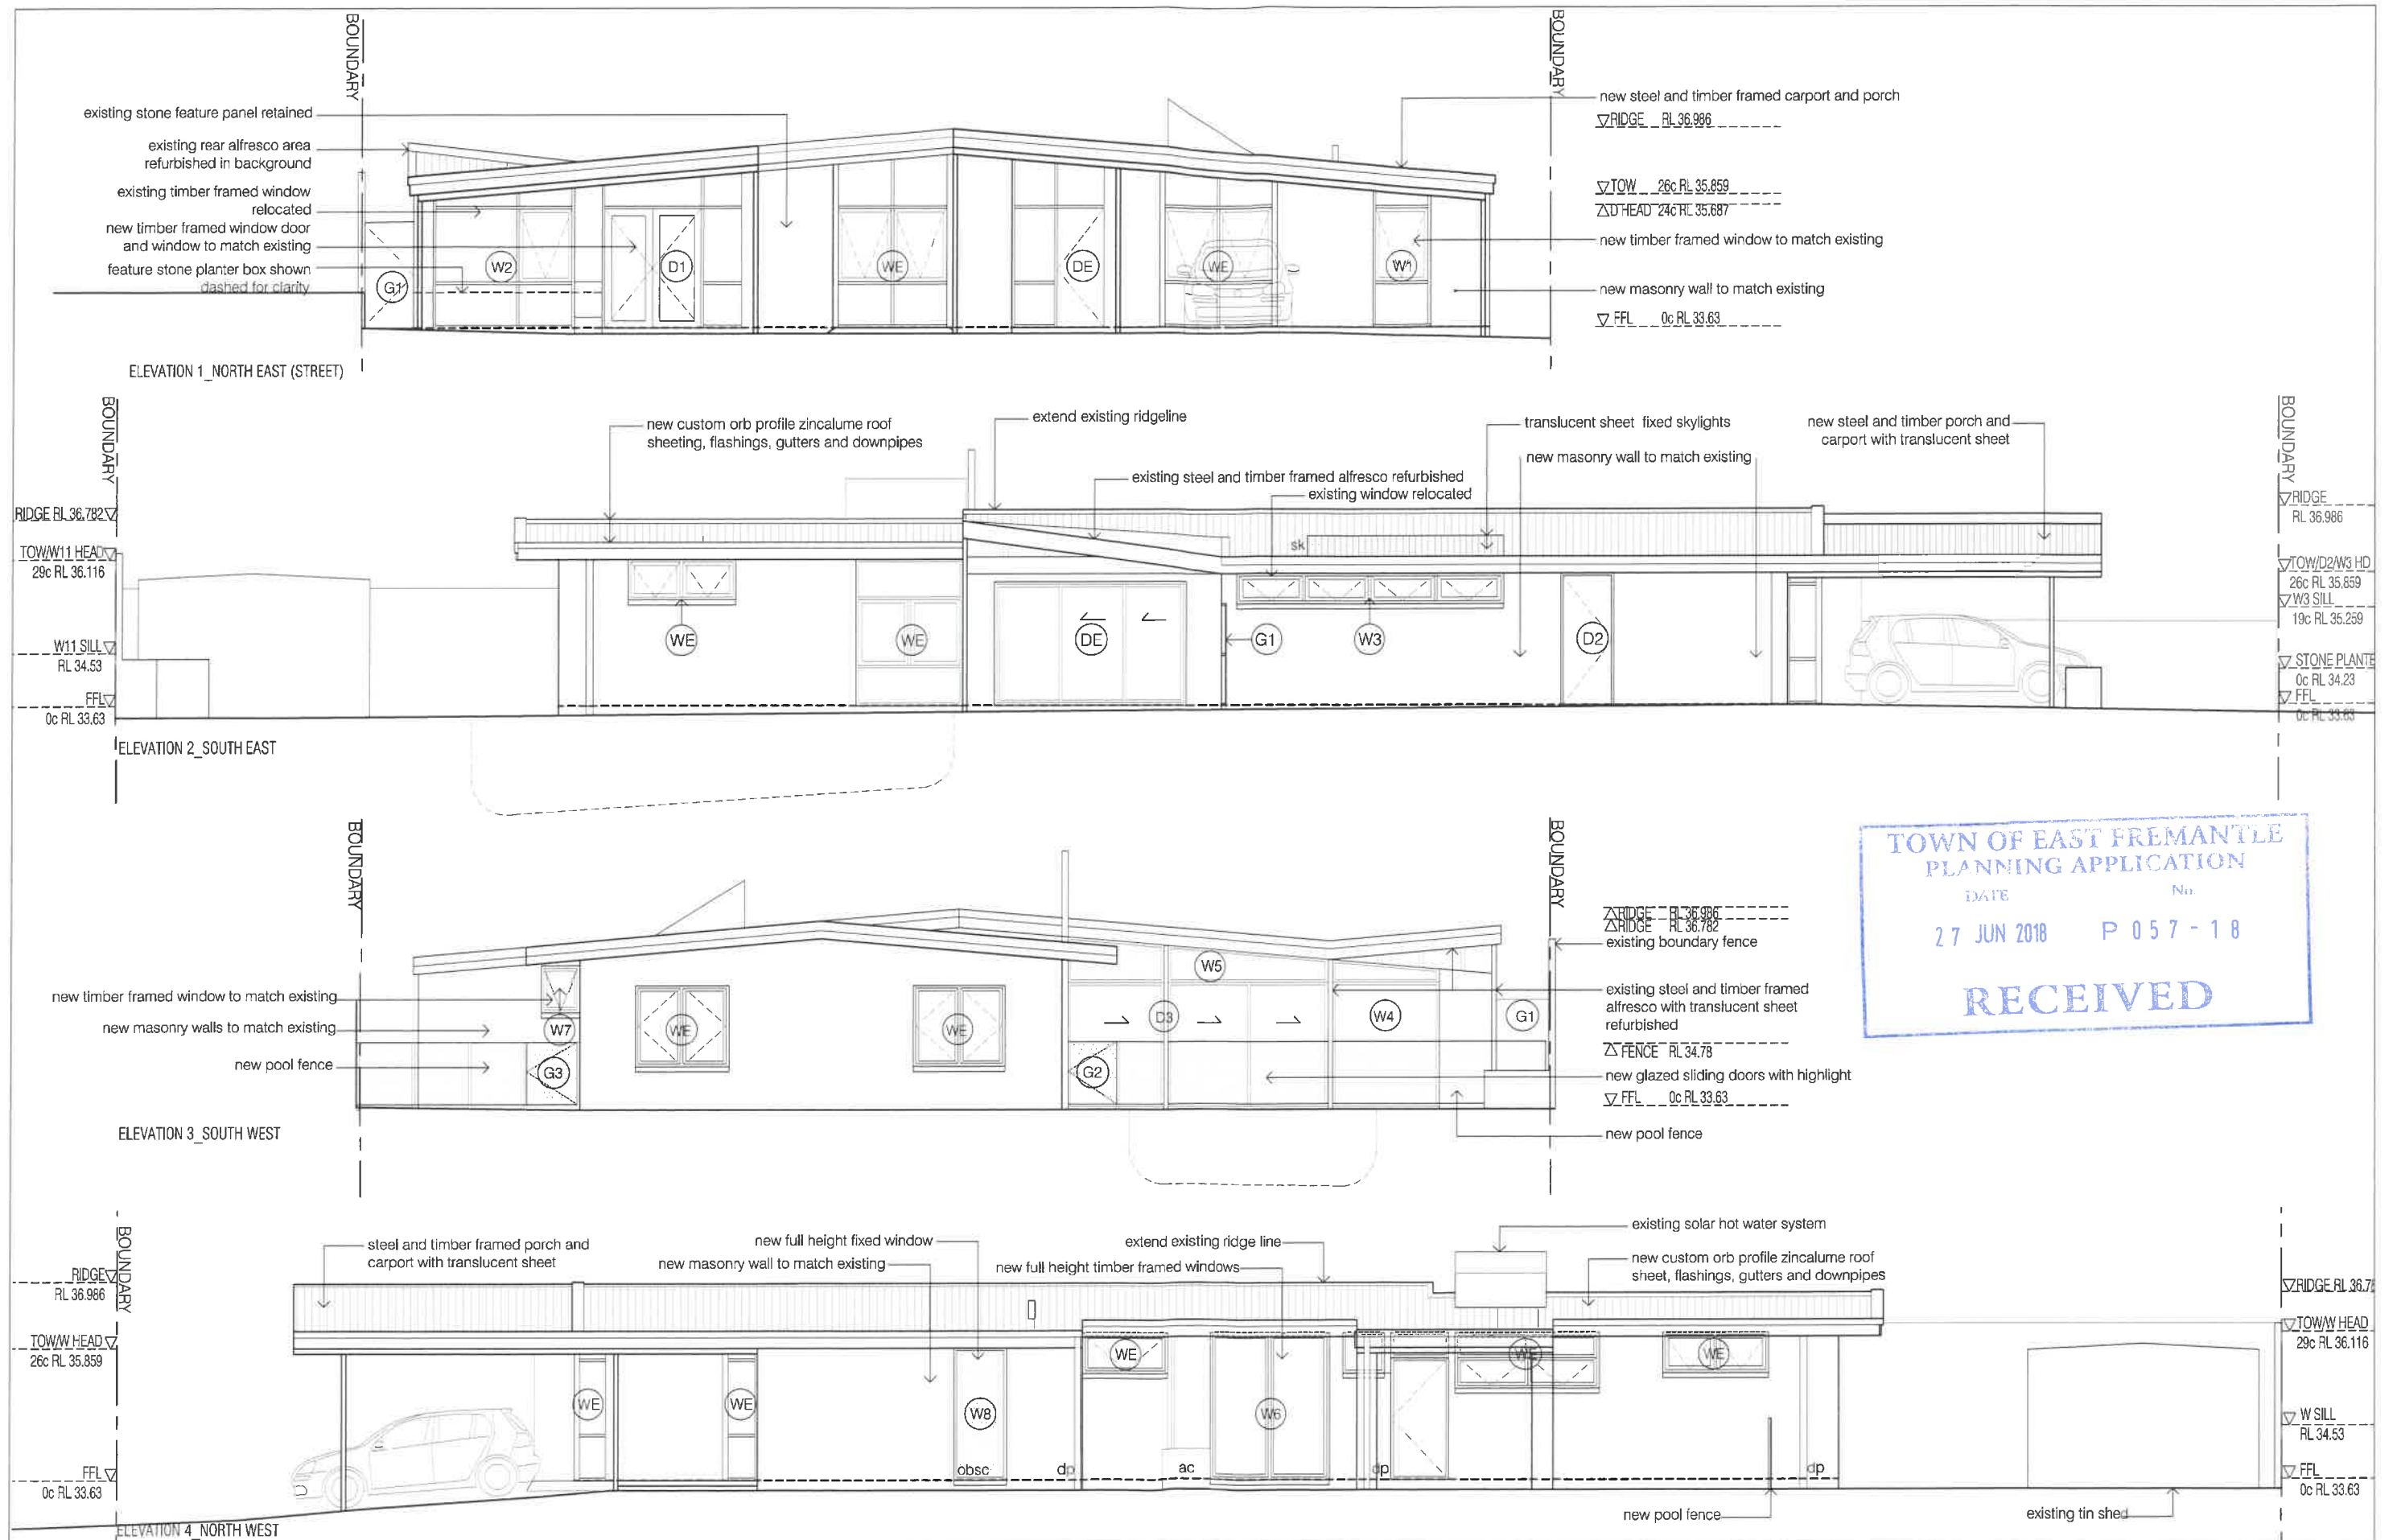 BOUNDARY
BOUNDARY
existing stone feature panel retained
existing rear alfresco area
refurbished in background
existing timber framed window
relocated
new timber framed window door
and window to match existing
feature stone planter box shown
dashed for clarity
G1
W2
D1
WE
DE
WE
W1
new steel and timber framed carport and porch
RIDGE RL 36.986
TOW 26c RL 35.859
D HEAD 24c RL 35.687
new timber framed window to match existing
new masonry wall to match existing
FFL 0c RL 33.63
ELEVATION 1_NORTH EAST (STREET)
BOUNDARY
BOUNDARY
new custom orb profile zincalume roof
sheeting, flashings, gutters and downpipes
extend existing ridgeline
existing steel and timber framed alfresco refurbished
existing window relocated
translucent sheet fixed skylights
new masonry wall to match existing
new steel and timber porch and
carport with translucent sheet
RIDGE RL 36.782
TOW/W11 HEAD
29c RL 36.116
W11 SILL
RL 34.53
FFL
0c RL 33.63
sk
WE
WE
DE
G1
W3
D2
RIDGE
RL 36.986
TOW/D2/W3 HD
26c RL 35.859
W3 SILL
19c RL 35.259
STONE PLANTE
0c RL 34.23
FFL
0c RL 33.63
ELEVATION 2_SOUTH EAST
BOUNDARY
BOUNDARY
new timber framed window to match existing
new masonry walls to match existing
new pool fence
W7
G3
WE
WE
G2
D3
W5
W4
G1
RIDGE RL 36.986
RIDGE RL 36.782
existing boundary fence
existing steel and timber framed
alfresco with translucent sheet
refurbished
FENCE RL 34.78
new glazed sliding doors with highlight
FFL 0c RL 33.63
new pool fence
ELEVATION 3_SOUTH WEST
TOWN OF EAST FREMANTLE
PLANNING APPLICATION
DATE No.
27 JUN 2018 P 057-18
RECEIVED
BOUNDARY
steel and timber framed porch and
carport with translucent sheet
new full height fixed window
new masonry wall to match existing
extend existing ridge line
new full height timber framed windows
existing solar hot water system
new custom orb profile zincalume roof
sheet, flashings, gutters and downpipes
RIDGE
RL 36.986
TOW/W HEAD
26c RL 35.859
FFL
0c RL 33.63
WE
WE
W8
WE
W6
WE
WE
obsc
dp
ac
dp
dp
RIDGE RL 36.78
TOW/W HEAD
29c RL 36.116
W SILL
RL 34.53
FFL
0c RL 33.63
new pool fence
existing tin shed
ELEVATION 4_NORTH WEST